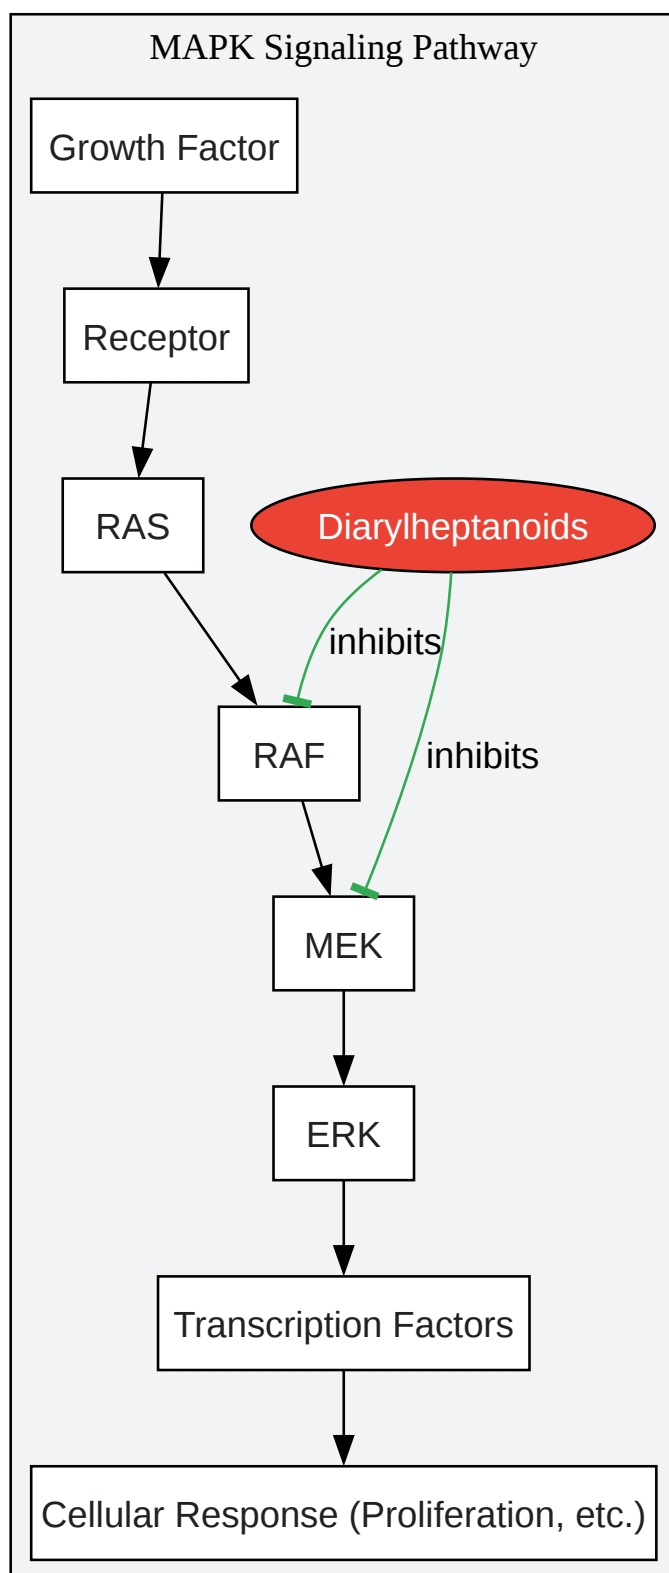 MAPK Signaling Pathway
Growth Factor
Receptor
RAS
Diarylheptanoids
inhibits
RAF
inhibits
MEK
ERK
Transcription Factors
Cellular Response (Proliferation, etc.)